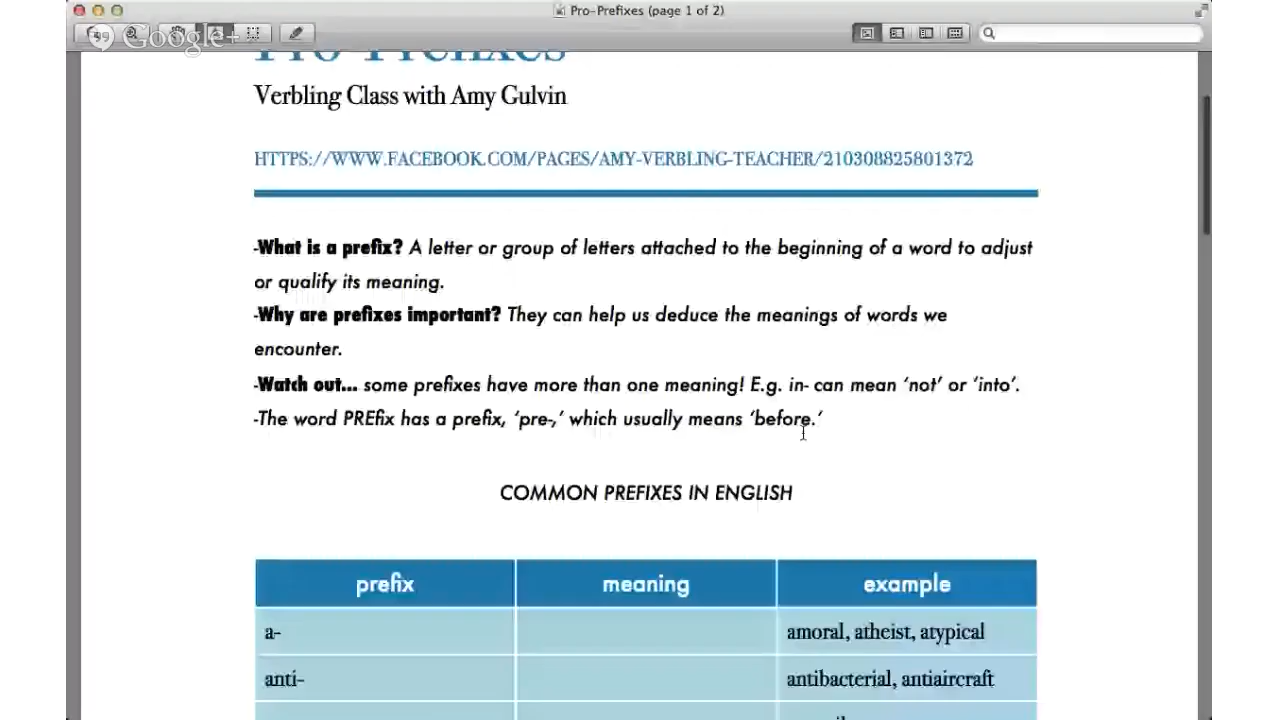 Pro-Prefixes (page 1 of 2)
Google+
Pro-Prefixes
Verbling Class with Amy Gulvin
HTTPS://WWW.FACEBOOK.COM/PAGES/AMY-VERBLING-TEACHER/210308825801372
-What is a prefix? A letter or group of letters attached to the beginning of a word to adjust
or qualify its meaning.
-Why are prefixes important? They can help us deduce the meanings of words we
encounter.
-Watch out... some prefixes have more than one meaning! E.g. in- can mean ‘not’ or ‘into’.
-The word PREfix has a prefix, ‘pre-,’ which usually means ‘before.’
COMMON PREFIXES IN ENGLISH
prefix meaning example
a- amoral, atheist, atypical
anti- antibacterial, antiaircraft